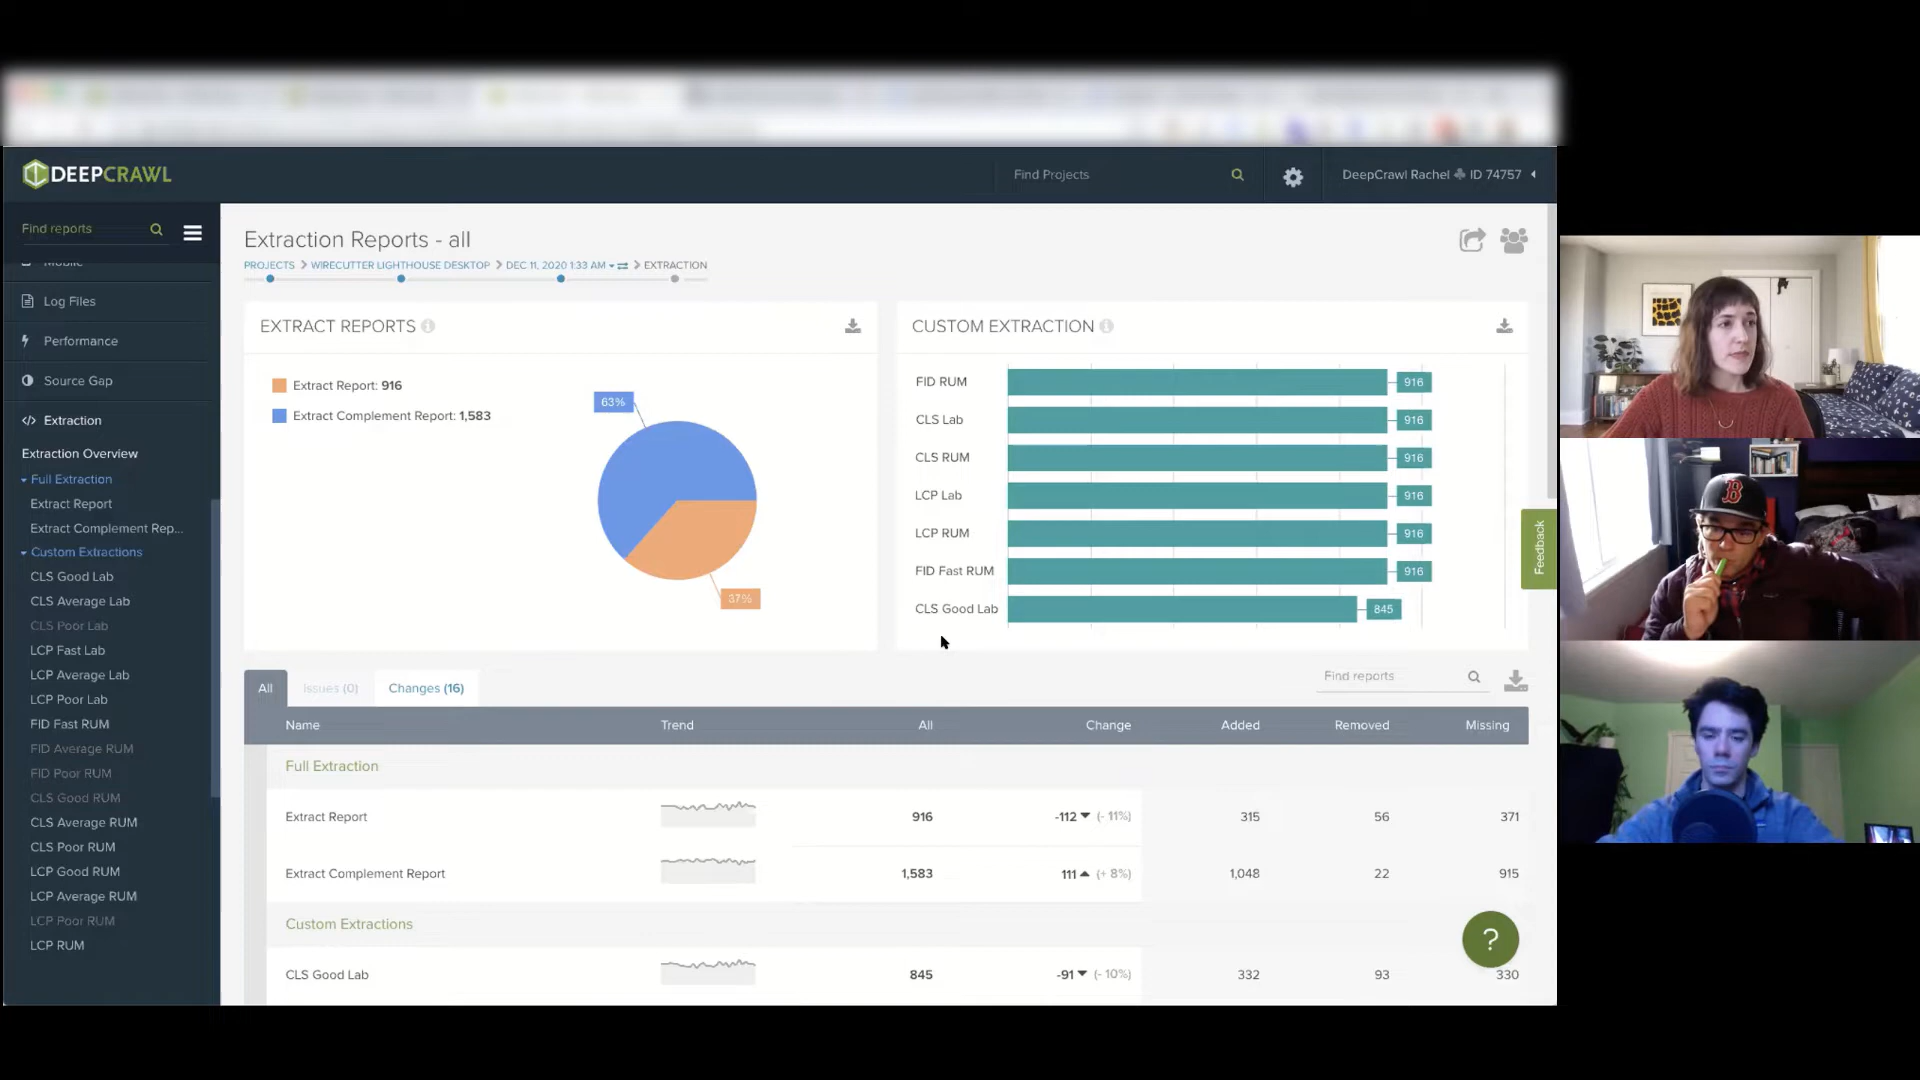 DEEPCRAWL
Find Projects
DeepCrawl Rachel ♣ ID 74757
Find reports
Mobile
Log Files
Performance
Source Gap
Extraction
Extraction Overview
Full Extraction
Extract Report
Extract Complement Rep...
Custom Extractions
CLS Good Lab
CLS Average Lab
CLS Poor Lab
LCP Fast Lab
LCP Average Lab
LCP Poor Lab
FID Fast RUM
FID Average RUM
FID Poor RUM
CLS Good RUM
CLS Average RUM
CLS Poor RUM
LCP Good RUM
LCP Average RUM
LCP Poor RUM
LCP RUM
Extraction Reports - all
PROJECTS > WIRECUTTER LIGHTHOUSE DESKTOP > DEC 11, 2020 1:33 AM > EXTRACTION
EXTRACT REPORTS
Extract Report: 916
Extract Complement Report: 1,583
63%
37%
CUSTOM EXTRACTION
FID RUM 916
CLS Lab 916
CLS RUM 916
LCP Lab 916
LCP RUM 916
FID Fast RUM 916
CLS Good Lab 845
Feedback
All Issues (0) Changes (16) Find reports
Name Trend All Change Added Removed Missing
Full Extraction
Extract Report 916 -112 (- 11%) 315 56 371
Extract Complement Report 1,583 111 (+ 8%) 1,048 22 915
Custom Extractions
CLS Good Lab 845 -91 (- 10%) 332 93 330
?
B